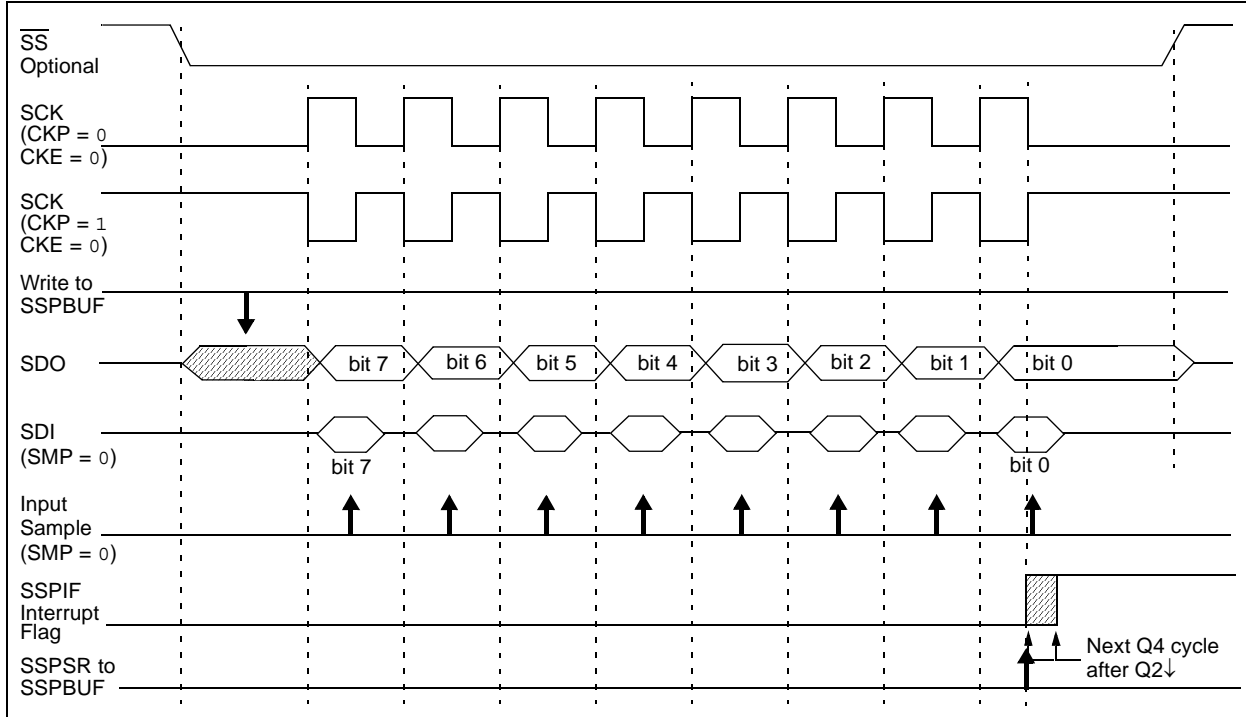 SS
Optional
SCK
(CKP = 0
CKE = 0)
SCK
(CKP = 1
CKE = 0)
Write to
SSPBUF
SDO
bit 7 bit 6 bit 5 bit 4 bit 3 bit 2 bit 1 bit 0
SDI
(SMP = 0)
bit 7 bit 0
Input
Sample
(SMP = 0)
SSPIF
Interrupt
Flag
Next Q4 cycle
after Q2↓
SSPSR to
SSPBUF